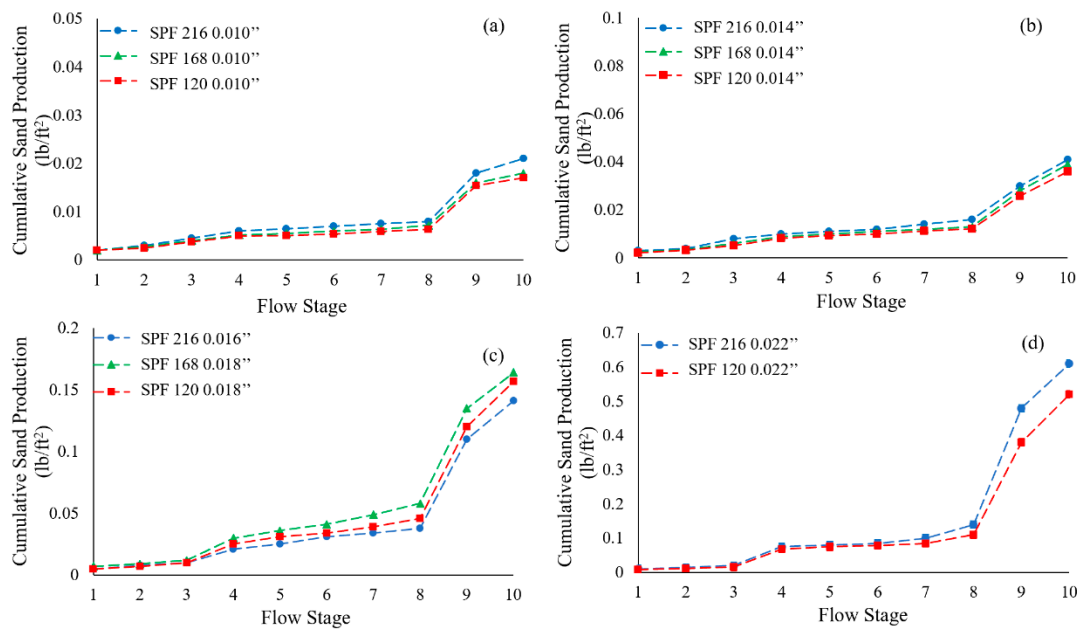 (a)
SPF 216 0.010’’
SPF 168 0.010’’
SPF 120 0.010’’
Cumulative Sand Production
(lb/ft²)
0.05
0.04
0.03
0.02
0.01
0
1 2 3 4 5 6 7 8 9 10
Flow Stage
(b)
SPF 216 0.014’’
SPF 168 0.014’’
SPF 120 0.014’’
Cumulative Sand Production
(lb/ft²)
0.1
0.08
0.06
0.04
0.02
0
1 2 3 4 5 6 7 8 9 10
Flow Stage
(c)
SPF 216 0.016’’
SPF 168 0.018’’
SPF 120 0.018’’
Cumulative Sand Production
(lb/ft²)
0.2
0.15
0.1
0.05
0
1 2 3 4 5 6 7 8 9 10
Flow Stage
(d)
SPF 216 0.022’’
SPF 120 0.022’’
Cumulative Sand Production
(lb/ft²)
0.7
0.6
0.5
0.4
0.3
0.2
0.1
0
1 2 3 4 5 6 7 8 9 10
Flow Stage